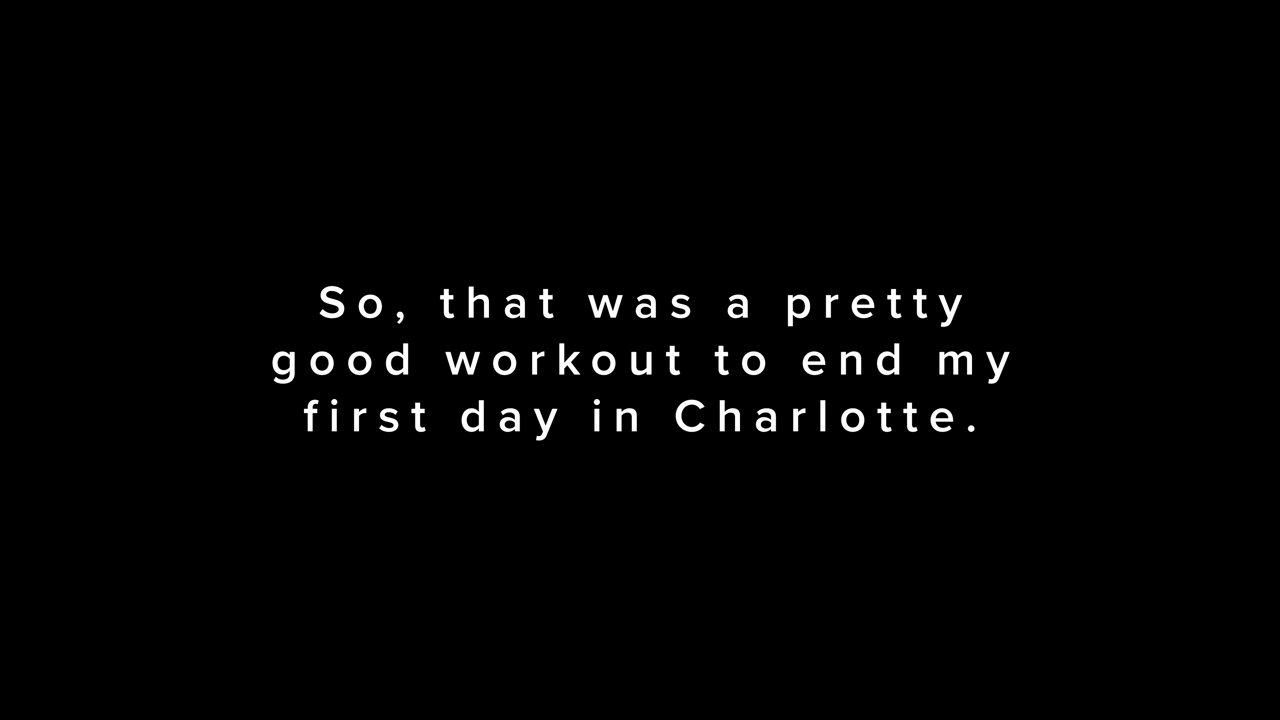 So, that was a pretty
good workout to end my
first day in Charlotte.